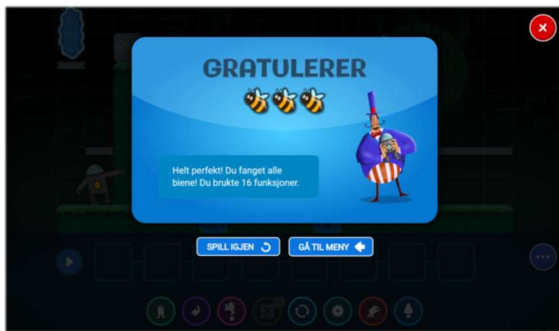 GRATULERER
Helt perfekt! Du fanget alle
biene! Du brukte 16 funksjoner.
SPILL IGJEN
GÅ TIL MENY